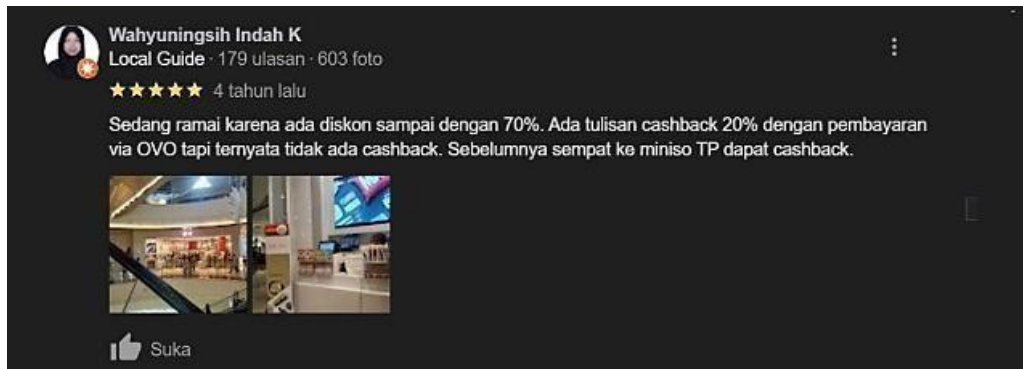 Wahyuningsih Indah K
Local Guide · 179 ulasan · 603 foto
4 tahun lalu
Sedang ramai karena ada diskon sampai dengan 70%. Ada tulisan cashback 20% dengan pembayaran
via OVO tapi ternyata tidak ada cashback. Sebelumnya sempat ke miniso TP dapat cashback.
Suka